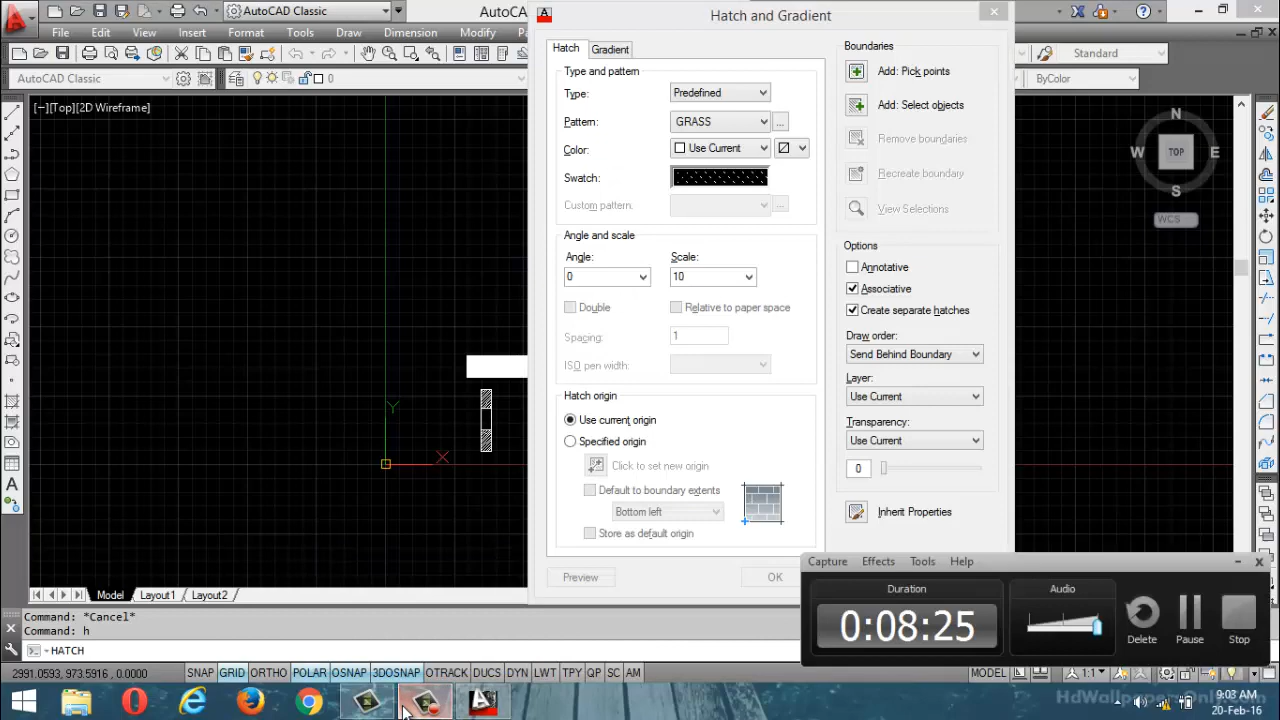 AutoCAD Classic
AutoCAD
Hatch and Gradient
File Edit View Insert Format Tools Draw Dimension Modify
Standard
AutoCAD Classic
0
ByColor
[−][Top][2D Wireframe]
Hatch Gradient
Type and pattern
Type: Predefined
Pattern: GRASS ...
Color: Use Current
Swatch:
Custom pattern: ...
Angle and scale
Angle: Scale:
0 10
Double Relative to paper space
Spacing: 1
ISO pen width:
Hatch origin
Use current origin
Specified origin
Click to set new origin
Default to boundary extents
Bottom left
Store as default origin
Preview OK
Boundaries
Add: Pick points
Add: Select objects
Remove boundaries
Recreate boundary
View Selections
Options
Annotative
Associative
Create separate hatches
Draw order:
Send Behind Boundary
Layer:
Use Current
Transparency:
Use Current
0
Inherit Properties
N
W TOP E
S
WCS
Y
X
Capture Effects Tools Help
Duration Audio
0:08:25
Delete Pause Stop
Model Layout1 Layout2
Command: *Cancel*
Command: h
HATCH
2991.0593, 973.5916, 0.0000 SNAP GRID ORTHO POLAR OSNAP 3DOSNAP OTRACK DUCS DYN LWT TPY QP SC AM MODEL 1:1
HdWallpaper-Only.com
9:03 AM
20-Feb-16